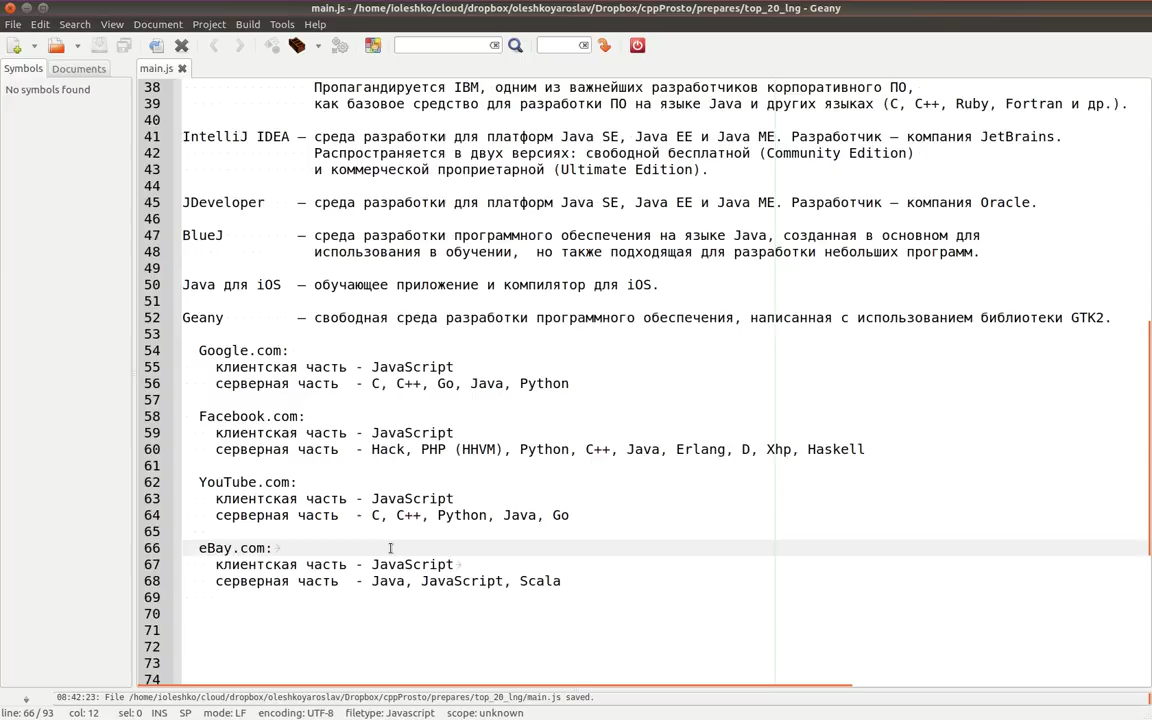 main.js - /home/ioleshko/cloud/dropbox/oleshkoyaroslav/Dropbox/cppProsto/prepares/top_20_lng - Geany
File Edit Search View Document Project Build Tools Help
Symbols Documents main.js
No symbols found
38 Пропагандируется IBM, одним из важнейших разработчиков корпоративного ПО,
39 как базовое средство для разработки ПО на языке Java и других языках (C, C++, Ruby, Fortran и др.).
40
41 IntelliJ IDEA — среда разработки для платформ Java SE, Java EE и Java ME. Разработчик — компания JetBrains.
42 Распространяется в двух версиях: свободной бесплатной (Community Edition)
43 и коммерческой проприетарной (Ultimate Edition).
44
45 JDeveloper — среда разработки для платформ Java SE, Java EE и Java ME. Разработчик — компания Oracle.
46
47 BlueJ — среда разработки программного обеспечения на языке Java, созданная в основном для
48 использования в обучении, но также подходящая для разработки небольших программ.
49
50 Java для iOS — обучающее приложение и компилятор для iOS.
51
52 Geany — свободная среда разработки программного обеспечения, написанная с использованием библиотеки GTK2.
53
54 Google.com:
55 клиентская часть - JavaScript
56 серверная часть - C, C++, Go, Java, Python
57
58 Facebook.com:
59 клиентская часть - JavaScript
60 серверная часть - Hack, PHP (HHVM), Python, C++, Java, Erlang, D, Xhp, Haskell
61
62 YouTube.com:
63 клиентская часть - JavaScript
64 серверная часть - C, C++, Python, Java, Go
65
66 eBay.com:
67 клиентская часть - JavaScript
68 серверная часть - Java, JavaScript, Scala
69
70
71
72
73
74
08:42:23: File /home/ioleshko/cloud/dropbox/oleshkoyaroslav/Dropbox/cppProsto/prepares/top_20_lng/main.js saved.
line: 66 / 93 col: 12 sel: 0 INS SP mode: LF encoding: UTF-8 filetype: Javascript scope: unknown